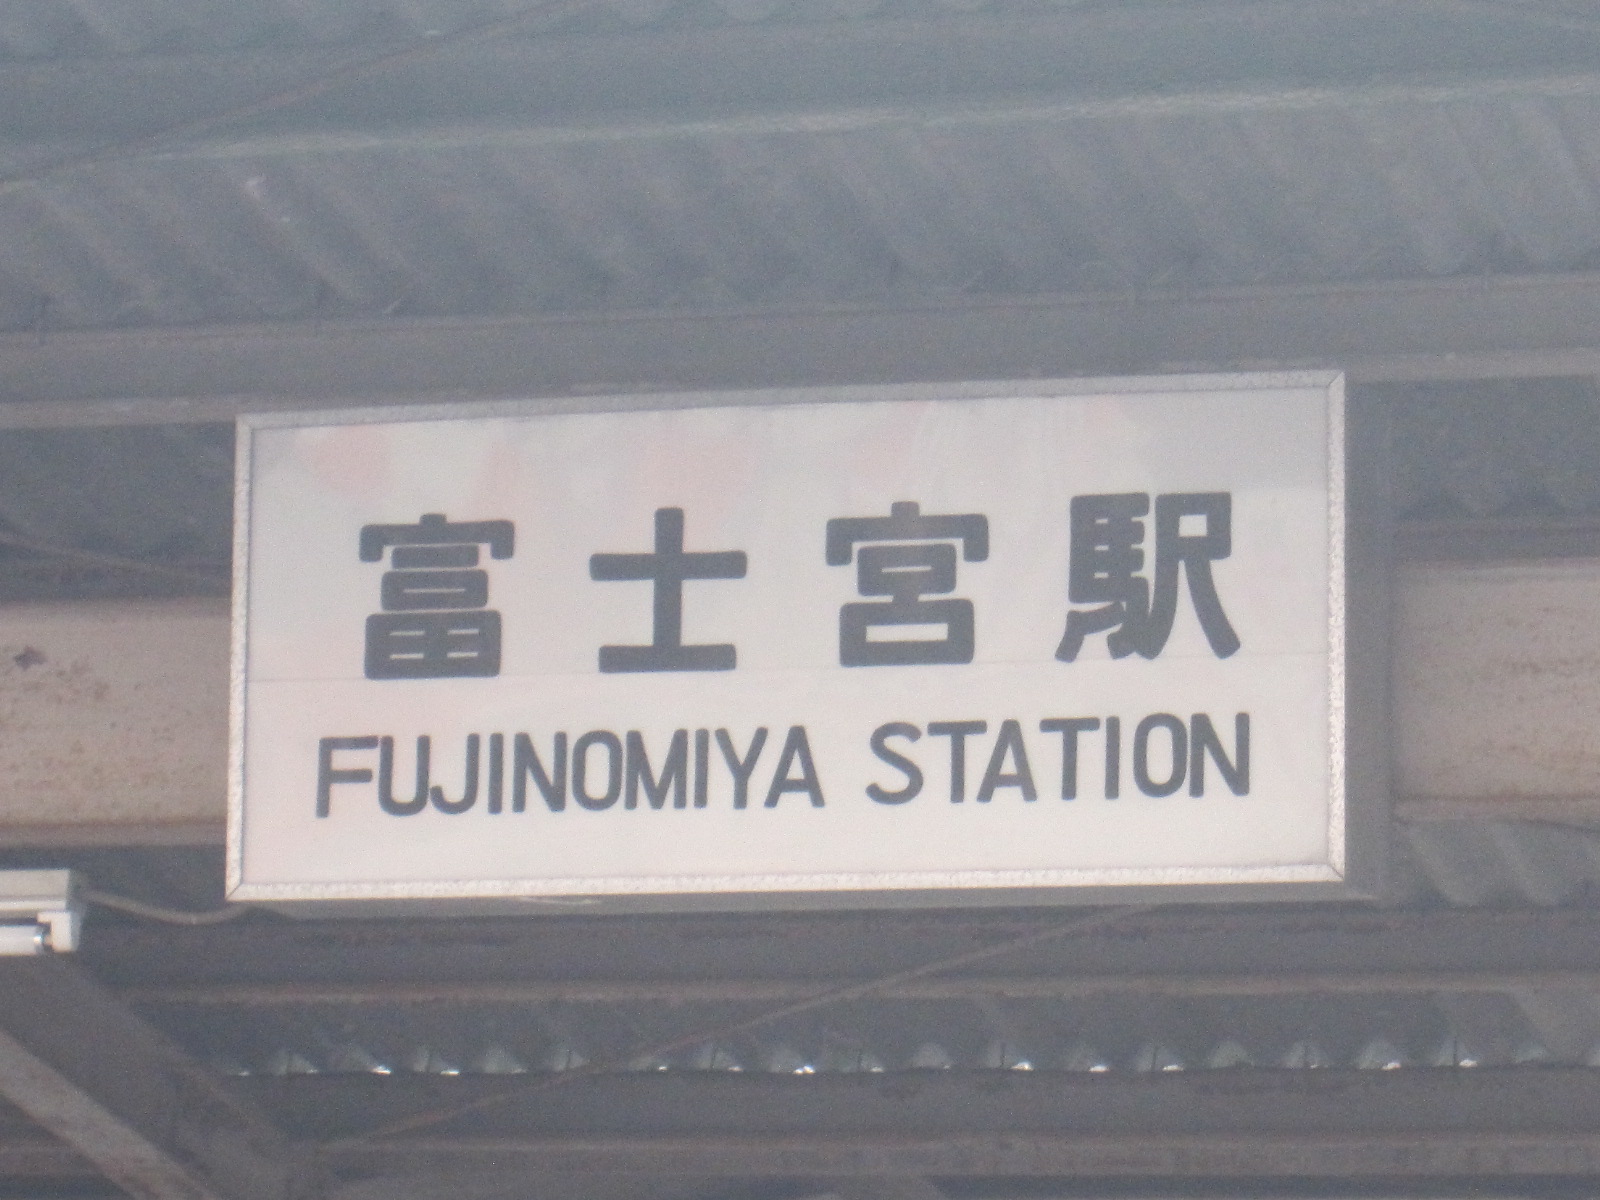 富士宮駅
FUJINOMIYA STATION